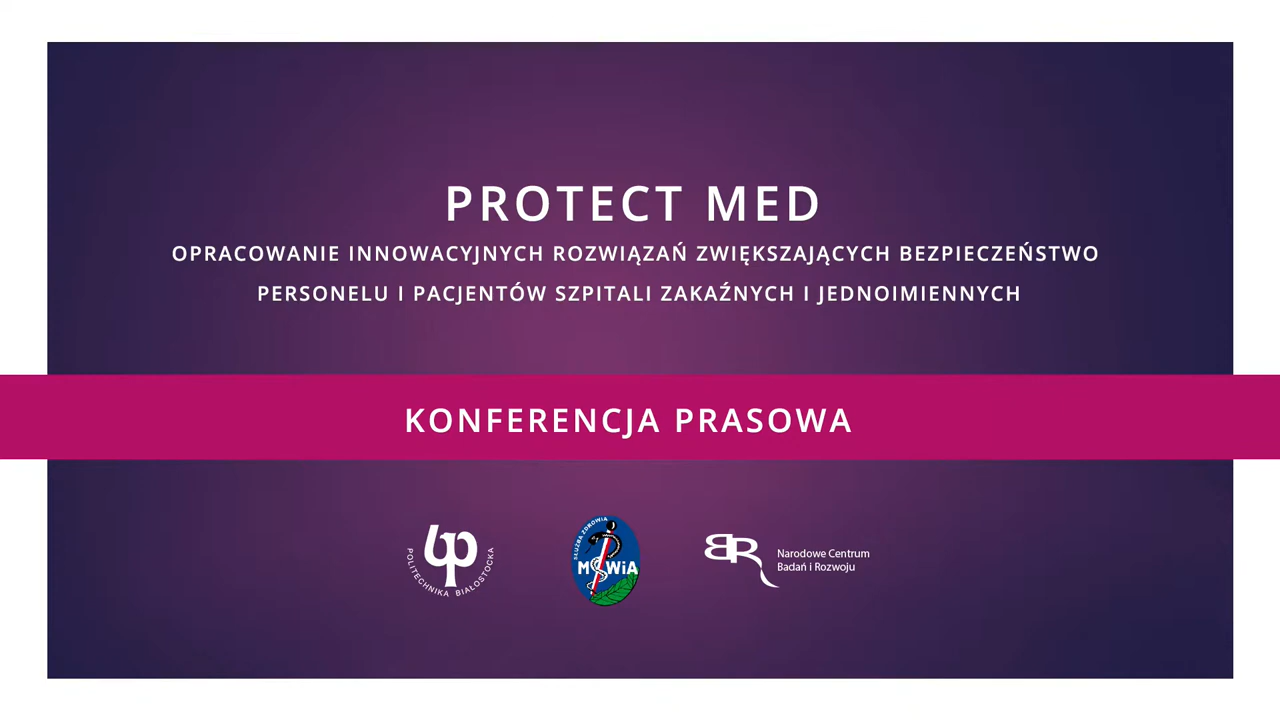 PROTECT MED
OPRACOWANIE INNOWACYJNYCH ROZWIĄZAŃ ZWIĘKSZAJĄCYCH BEZPIECZEŃSTWO
PERSONELU I PACJENTÓW SZPITALI ZAKAŹNYCH I JEDNOIMIENNYCH
KONFERENCJA PRASOWA
POLITECHNIKA BIAŁOSTOCKA
SŁUŻBA ZDROWIA
MSWiA
BR
Narodowe Centrum
Badań i Rozwoju